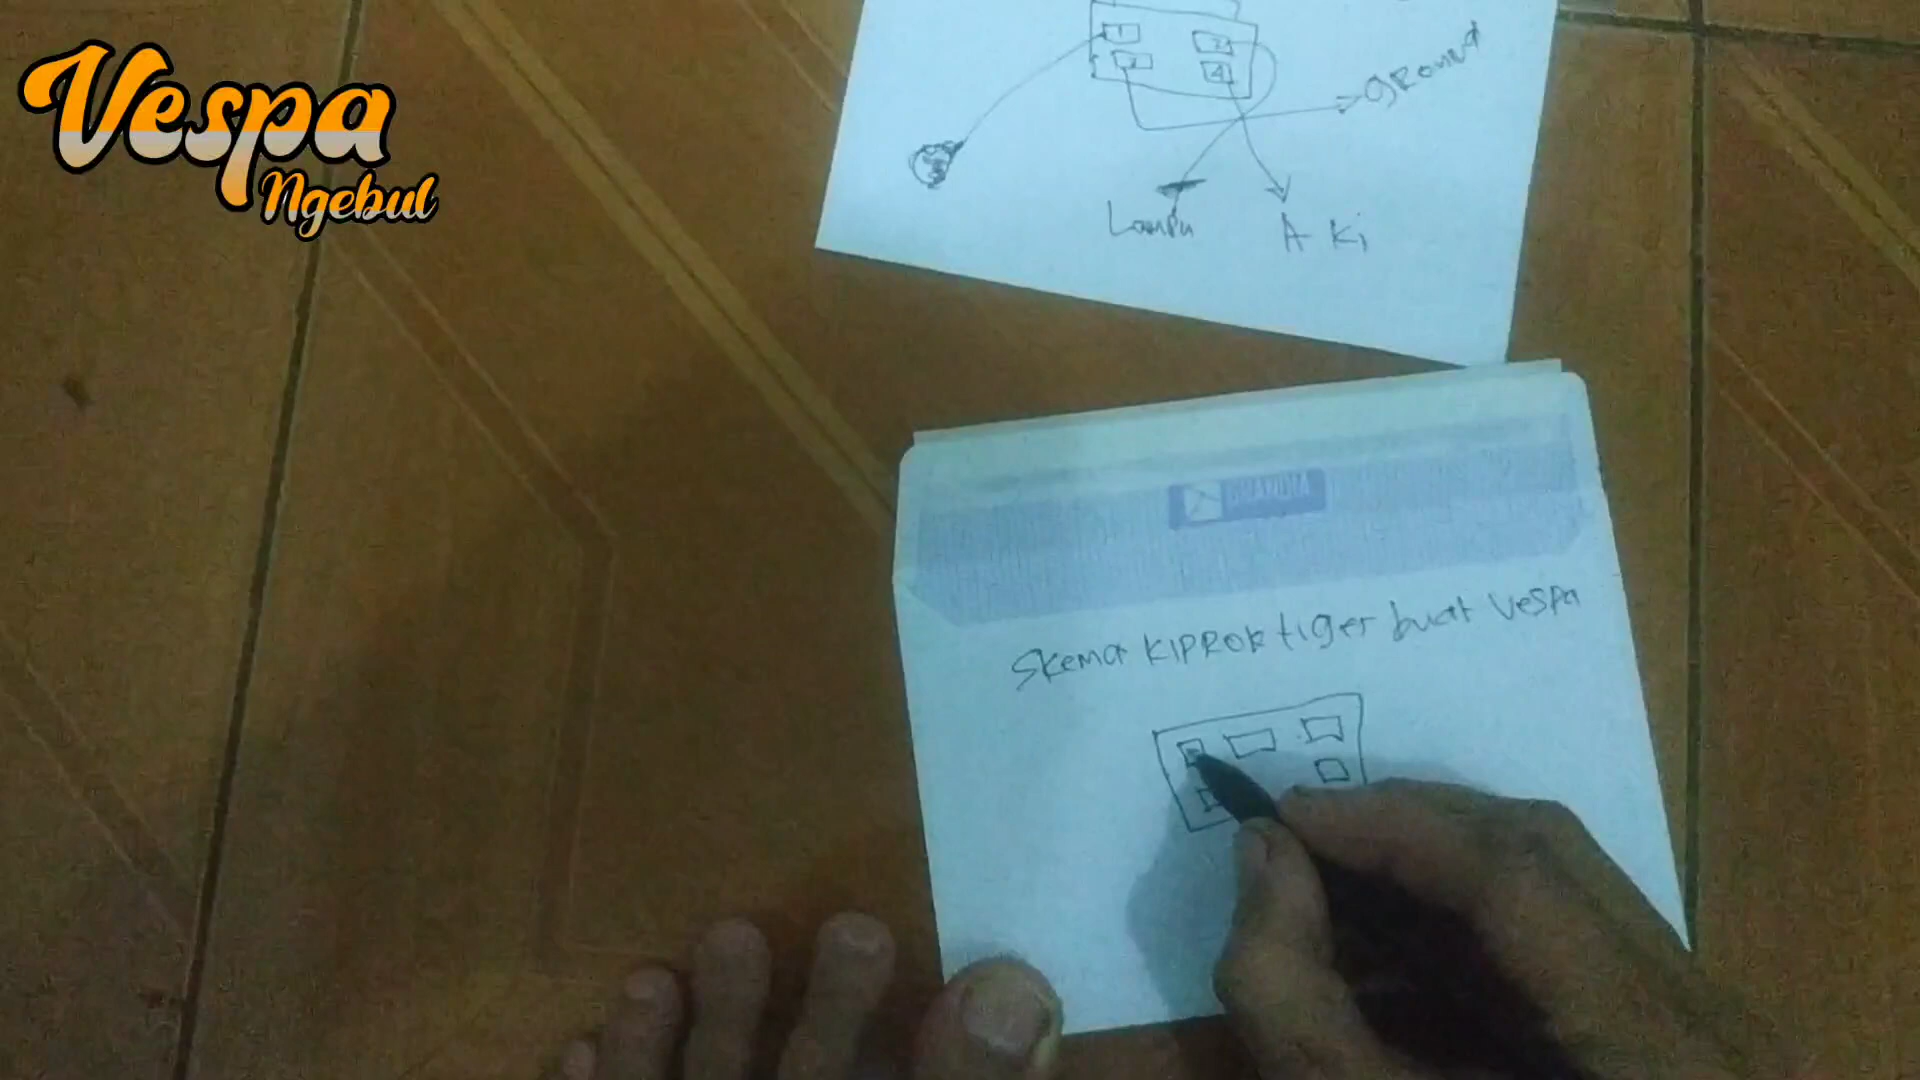 Vespa
Ngebul
1
2
3
4
gRound
Lampu
A Ki
Skema KIPROK tiger buat Vespa